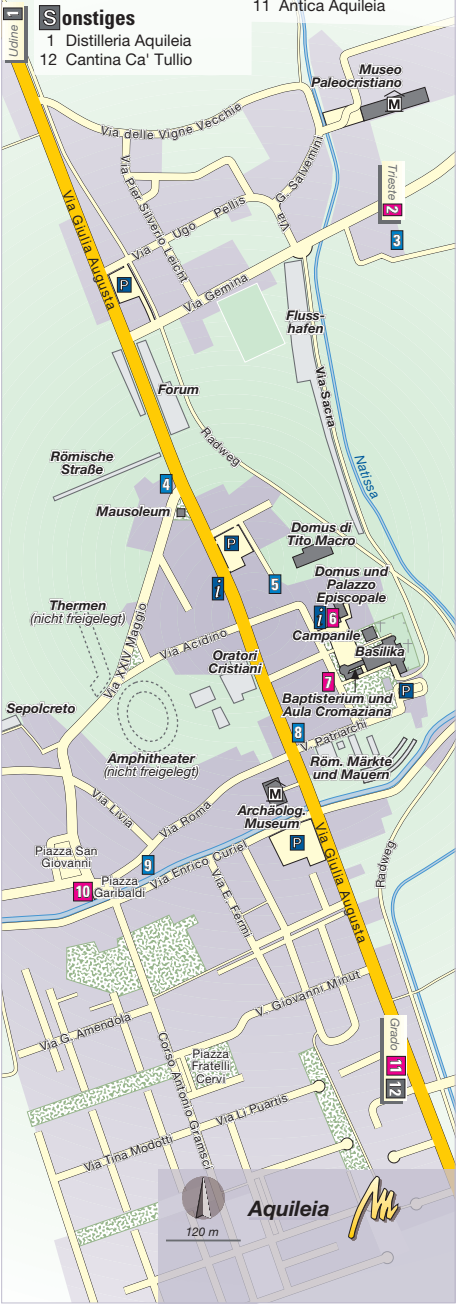 1
Udine
Sonstiges
1 Distilleria Aquileia
12 Cantina Ca' Tullio
11 Antica Aquileia
Museo
Paleocristiano
M
Via delle Vigne Vecchie
Via Pier Silverio Leicht
Via G. Salvemini
Trieste
2
3
Via Ugo Pellis
Via Giulia Augusta
P
Via Gemina
Fluss-
hafen
Via Sacra
Forum
Radweg
Natissa
Römische
Straße
4
Mausoleum
P
Domus di
Tito Macro
i
5
Domus und
Palazzo
Episcopale
i
6
Campanile
Thermen
(nicht freigelegt)
Via XXIV Maggio
Via Acidino
Oratori
Cristiani
Basilika
7
P
Baptisterium und
Aula Cromaziana
Sepolcreto
8
Patriarchi
Amphitheater
(nicht freigelegt)
Röm. Märkte
und Mauern
M
Archäolog.
Museum
Via Livia
Via Roma
P
Via Giulia Augusta
Piazza San
Giovanni
9
Via Enrico Curiel
Radweg
10
Piazza
Garibaldi
Via E. Fermi
V. Giovanni Minut
Via G. Amendola
Corso Antonio Gramsci
Piazza
Fratelli
Cervi
Grado
11
12
Via Li Puartis
Via Tina Modotti
120 m
Aquileia